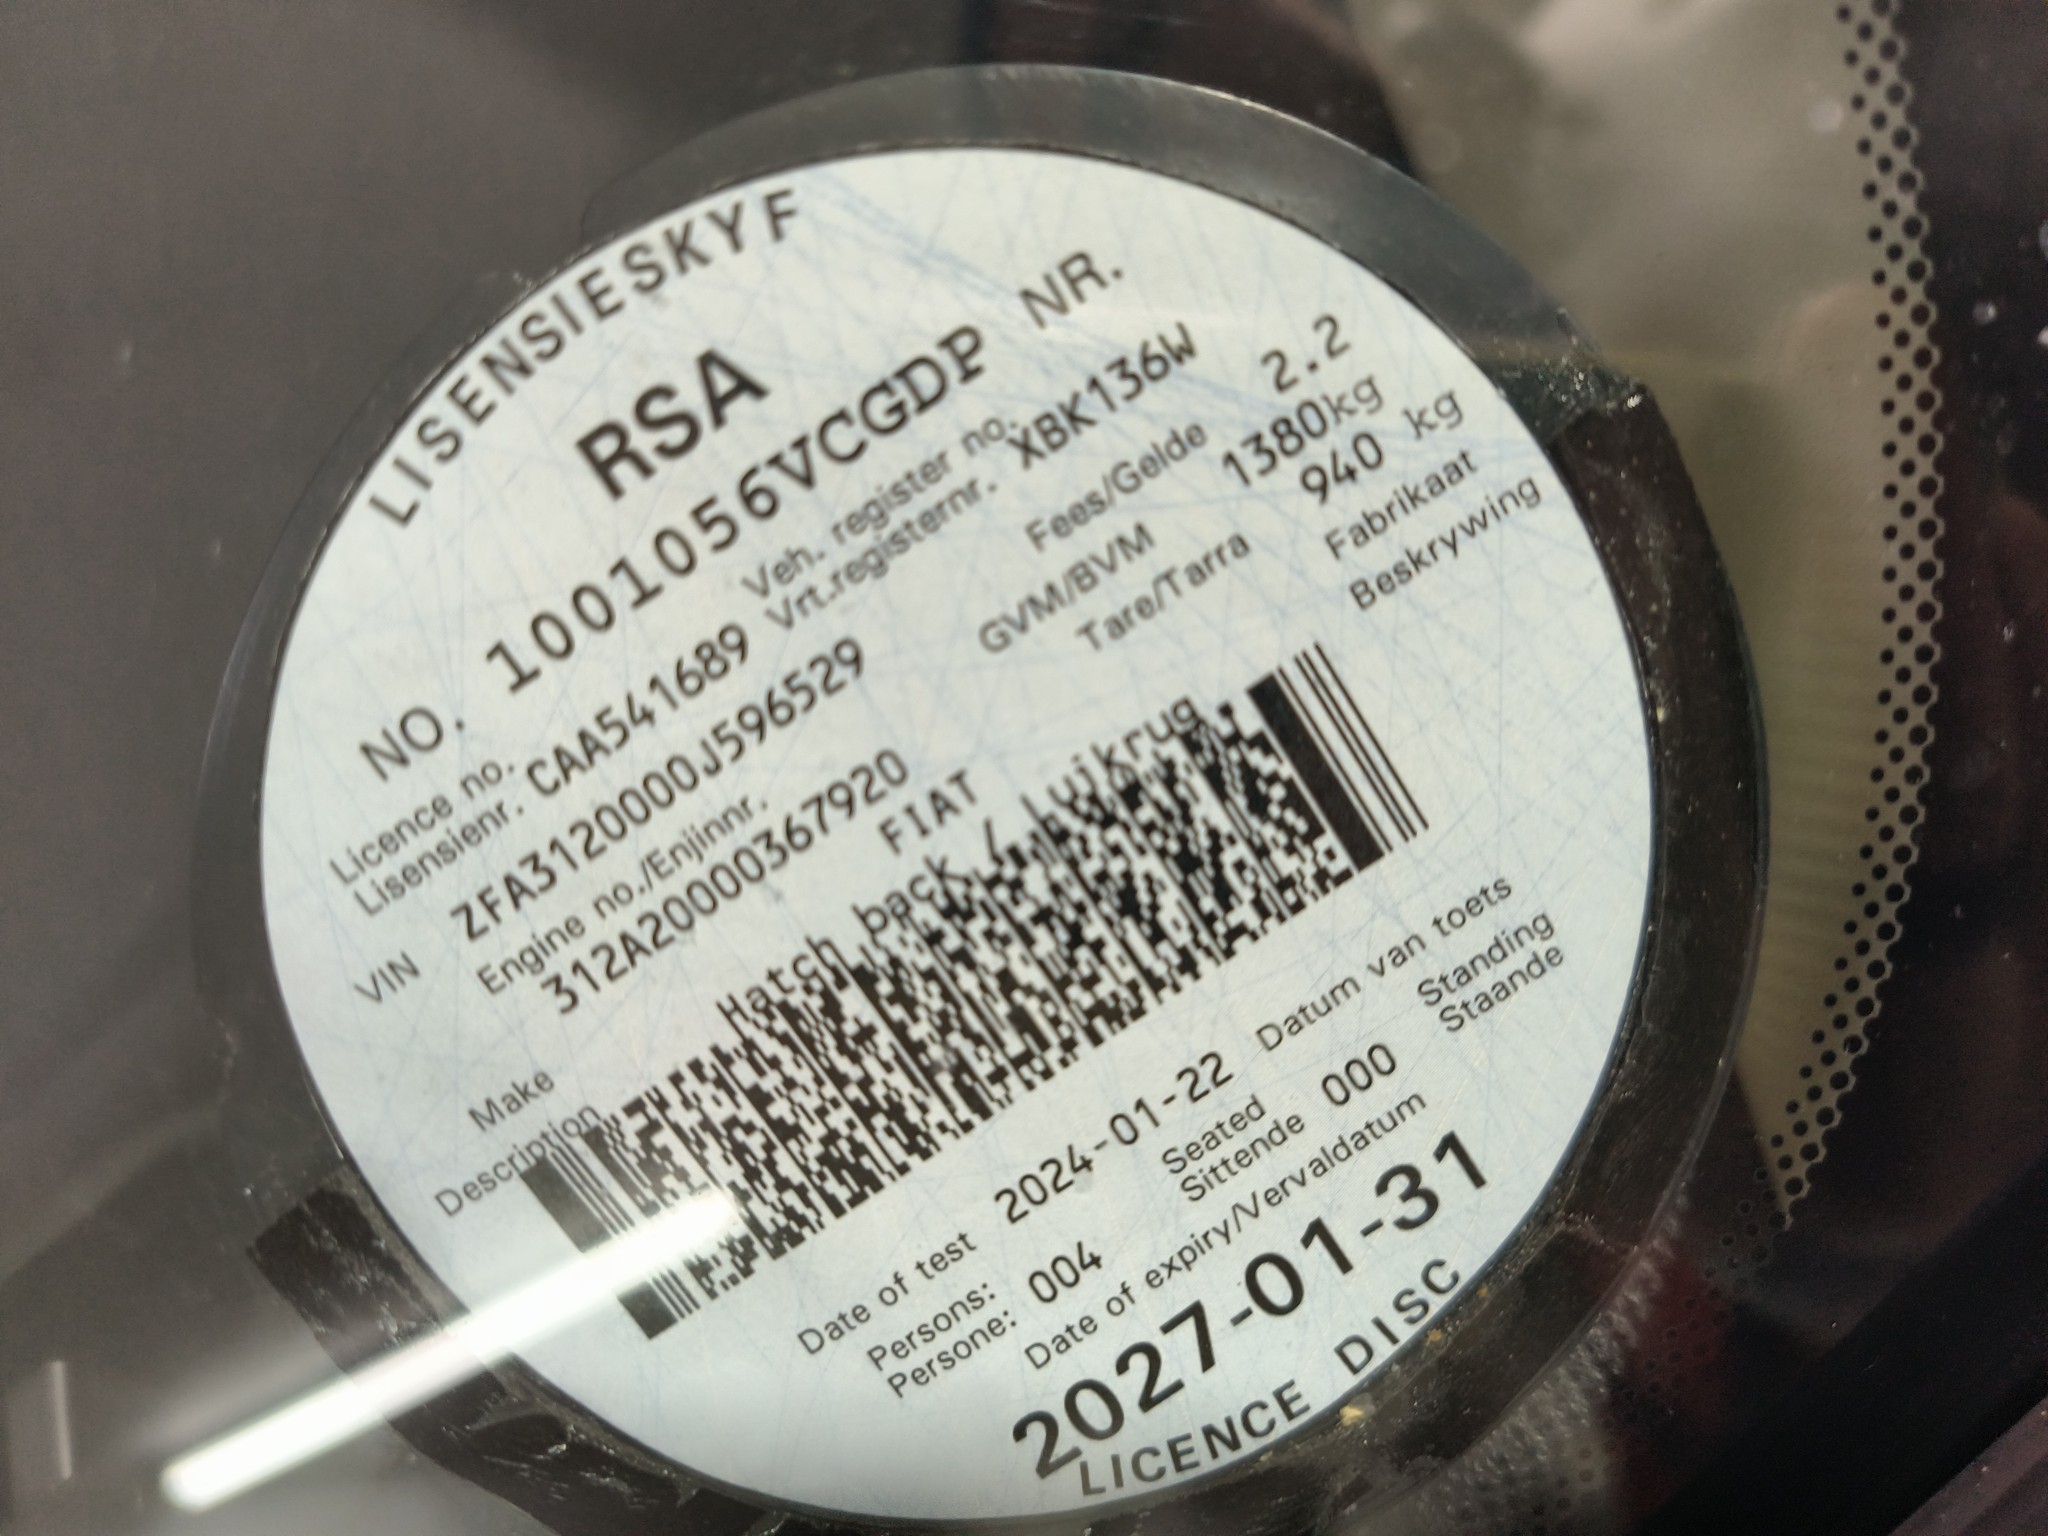 LISENSIESKYF
RSA
NO. 1001056VCGDP NR.
Licence no. Veh. register no.
Lisensienr. CAA541689 Vrt.registernr. XBK136W
VIN ZFA3120000J596529 Fees/Gelde 2.2
Engine no./Enjinnr. GVM/BVM 1380kg
312A20000367920 Tare/Tarra 940 kg
Make FIAT Fabrikaat
Description Hatch back / Luikrug Beskrywing
Date of test 2024-01-22 Datum van toets
Persons: Seated Standing
Persone: 004 Sittende 000 Staande
Date of expiry/Vervaldatum
2027-01-31
LICENCE DISC